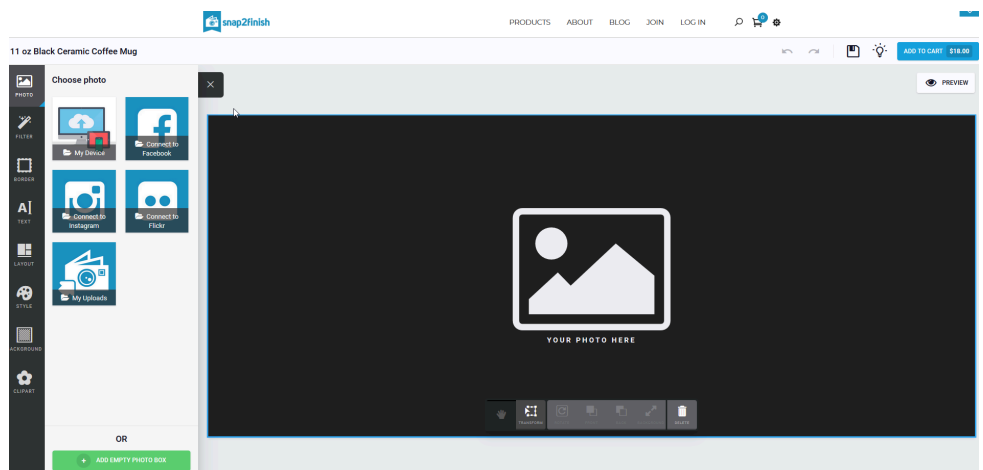 snap2finish
PRODUCTS ABOUT BLOG JOIN LOG IN
11 oz Black Ceramic Coffee Mug
ADD TO CART $18.00
PHOTO
Choose photo
PREVIEW
FILTER
My Device
Connect to
Facebook
BORDER
TEXT
Connect to
Instagram
Connect to
Flickr
LAYOUT
My Uploads
STYLE
ACKGROUND
YOUR PHOTO HERE
CLIPART
TRANSFORM
DELETE
OR
ADD EMPTY PHOTO BOX